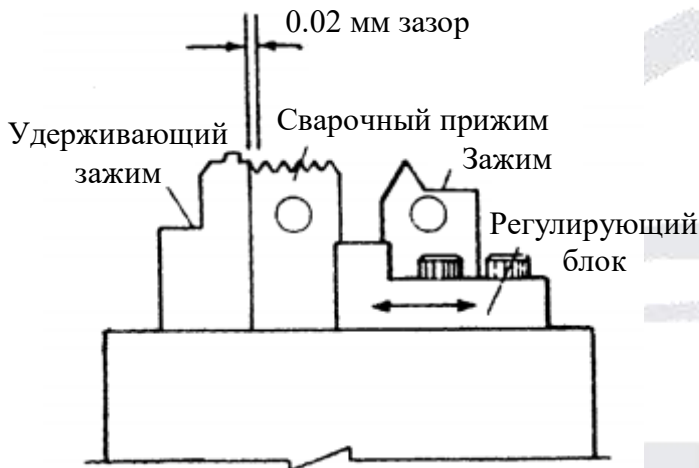 0.02 мм зазор
Удерживающий
зажим
Сварочный прижим
Зажим
Регулирующий
блок